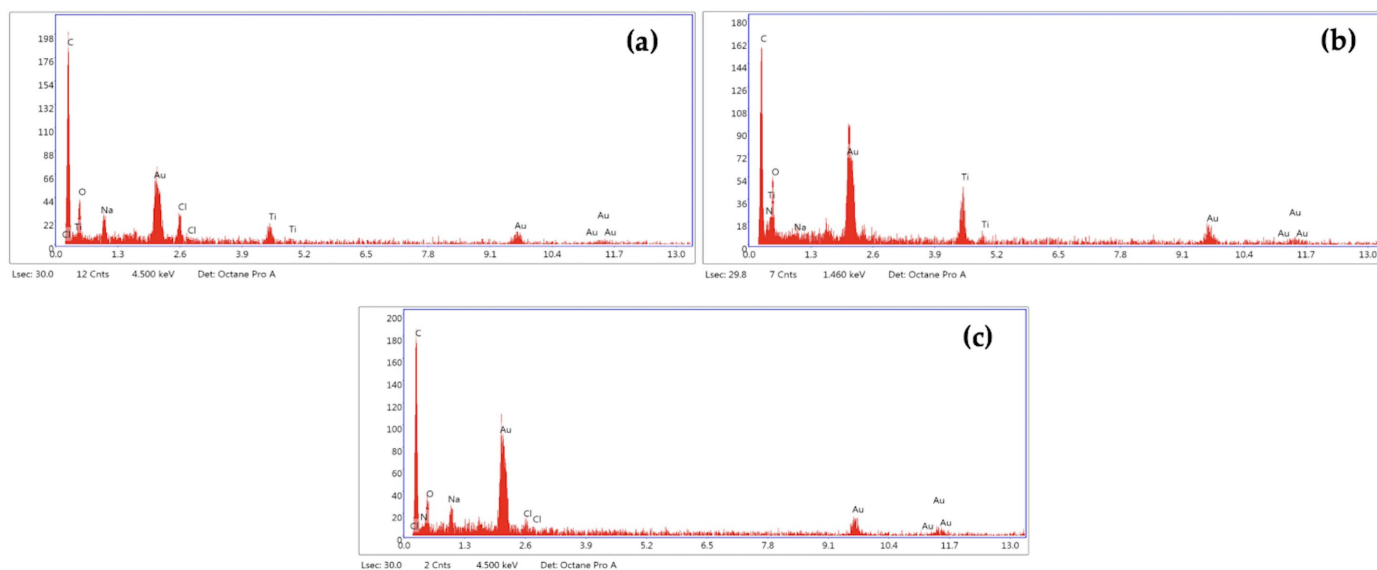 (a)
198
176
154
132
110
88
66
44
22
0
C
O
Cl
Ti
Na
Au
Cl
Cl
Ti
Ti
Au
Au
Au
Au
0.0 1.3 2.6 3.9 5.2 6.5 7.8 9.1 10.4 11.7 13.0
Lsec: 30.0 12 Cnts 4.500 keV Det: Octane Pro A
(b)
180
162
144
126
108
90
72
54
36
18
0
C
O
Ti
N
Na
Au
Ti
Ti
Au
Au
Au
Au
0.0 1.3 2.6 3.9 5.2 6.5 7.8 9.1 10.4 11.7 13.0
Lsec: 29.8 7 Cnts 1.460 keV Det: Octane Pro A
(c)
200
180
160
140
120
100
80
60
40
20
0
C
O
N
Cl
Na
Au
Cl
Cl
Au
Au
Au
Au
0.0 1.3 2.6 3.9 5.2 6.5 7.8 9.1 10.4 11.7 13.0
Lsec: 30.0 2 Cnts 4.500 keV Det: Octane Pro A